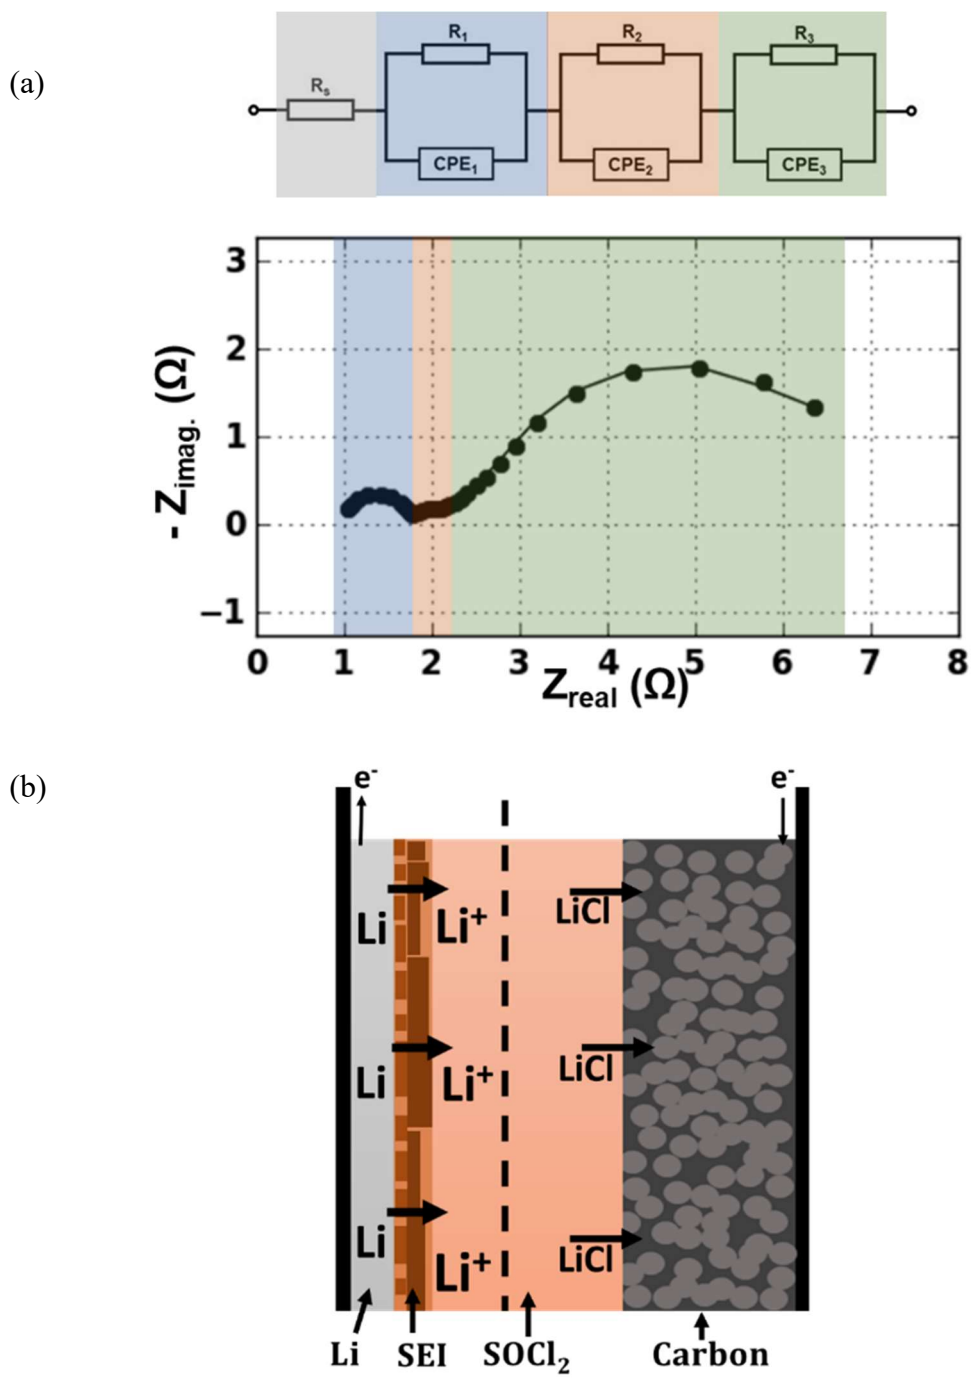 (a)
Rs
R1
R2
R3
CPE1
CPE2
CPE3
- Zimag. (Ω)
3
2
1
0
−1
0 1 2 3 4 5 6 7 8
Zreal (Ω)
(b)
e-
e-
Li
Li+
LiCl
Li
Li+
LiCl
Li
Li+
LiCl
Li
SEI
SOCl2
Carbon